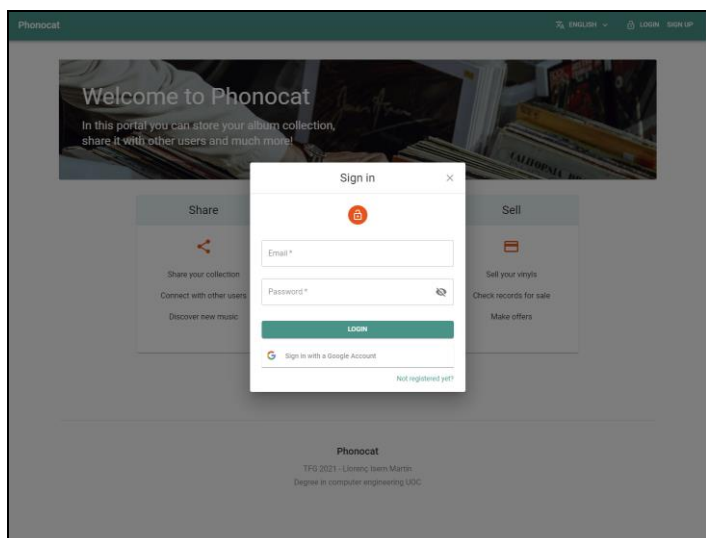 Phonocat
ENGLISH
LOGIN SIGN UP
Welcome to Phonocat
In this portal you can store your album collection,
share it with other users and much more!
CALIFORNIA
Sign in
Email *
Password *
LOGIN
Sign in with a Google Account
Not registered yet?
Share
Share your collection
Connect with other users
Discover new music
Sell
Sell your vinyls
Check records for sale
Make offers
Phonocat
TFG 2021 - Llorenç Isern Martin
Degree in computer engineering UOC